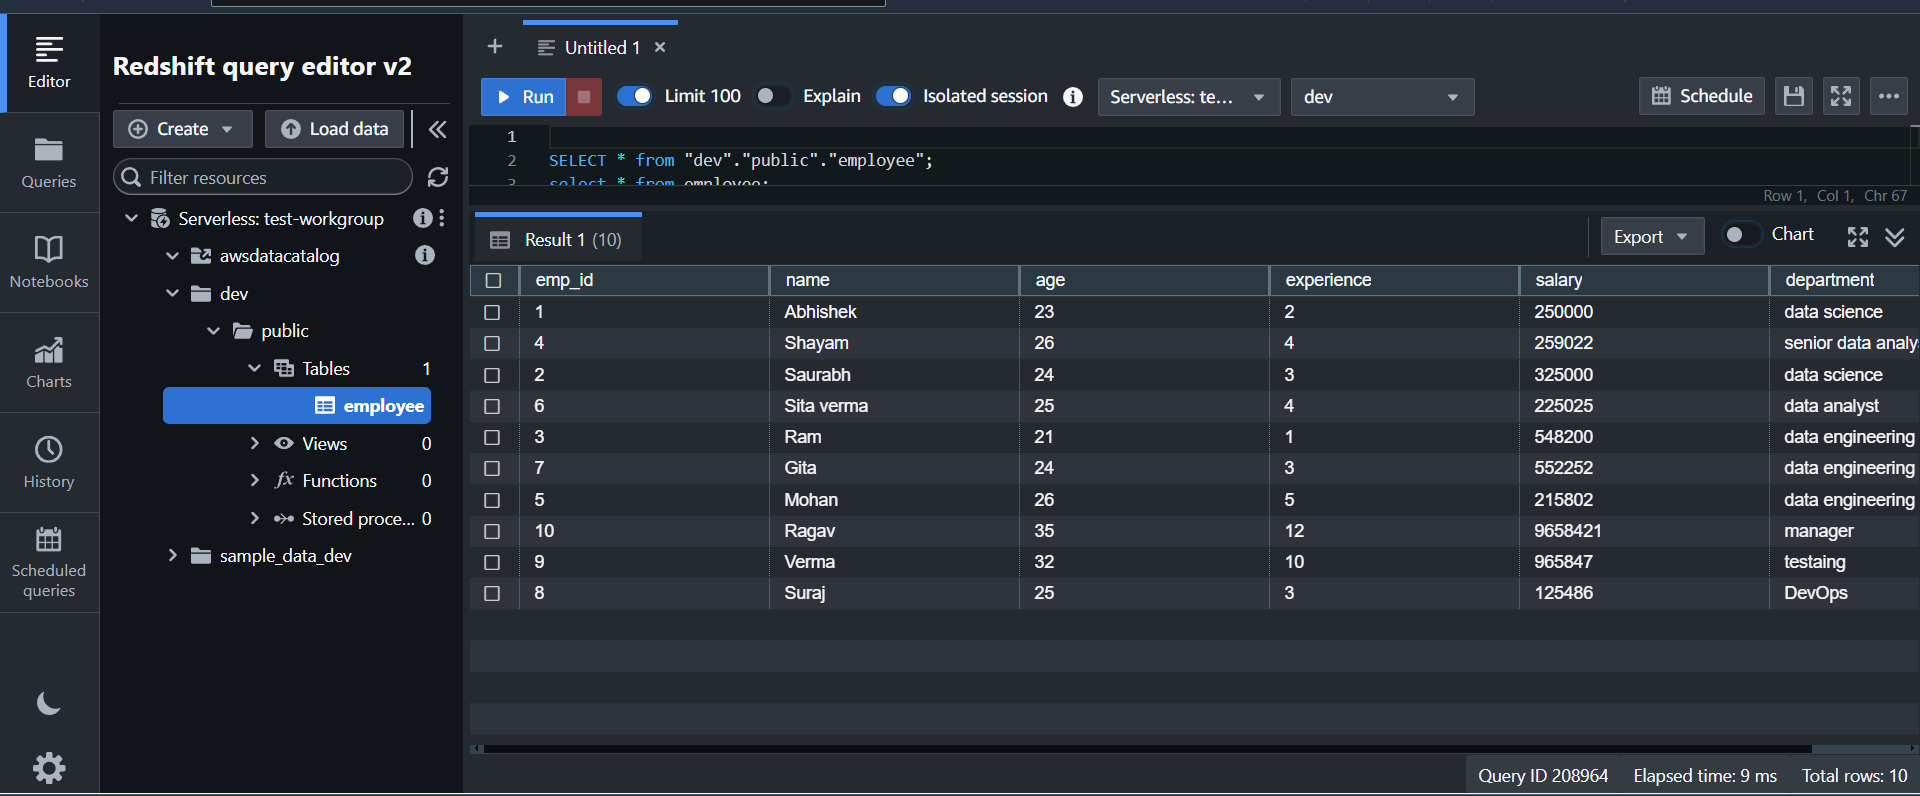 Editor
Queries
Notebooks
Charts
History
Scheduled
queries
Redshift query editor v2
Create
Load data
Filter resources
Serverless: test-workgroup
awsdatacatalog
dev
public
Tables 1
employee
Views 0
fx Functions 0
Stored proce... 0
sample_data_dev
Untitled 1
Run Limit 100 Explain Isolated session Serverless: te... dev Schedule
1
2 SELECT * from "dev"."public"."employee";
3 select * from employee;
Row 1, Col 1, Chr 67
Result 1 (10) Export Chart
emp_id name age experience salary department
1 Abhishek 23 2 250000 data science
4 Shayam 26 4 259022 senior data analy
2 Saurabh 24 3 325000 data science
6 Sita verma 25 4 225025 data analyst
3 Ram 21 1 548200 data engineering
7 Gita 24 3 552252 data engineering
5 Mohan 26 5 215802 data engineering
10 Ragav 35 12 9658421 manager
9 Verma 32 10 965847 testaing
8 Suraj 25 3 125486 DevOps
Query ID 208964 Elapsed time: 9 ms Total rows: 10